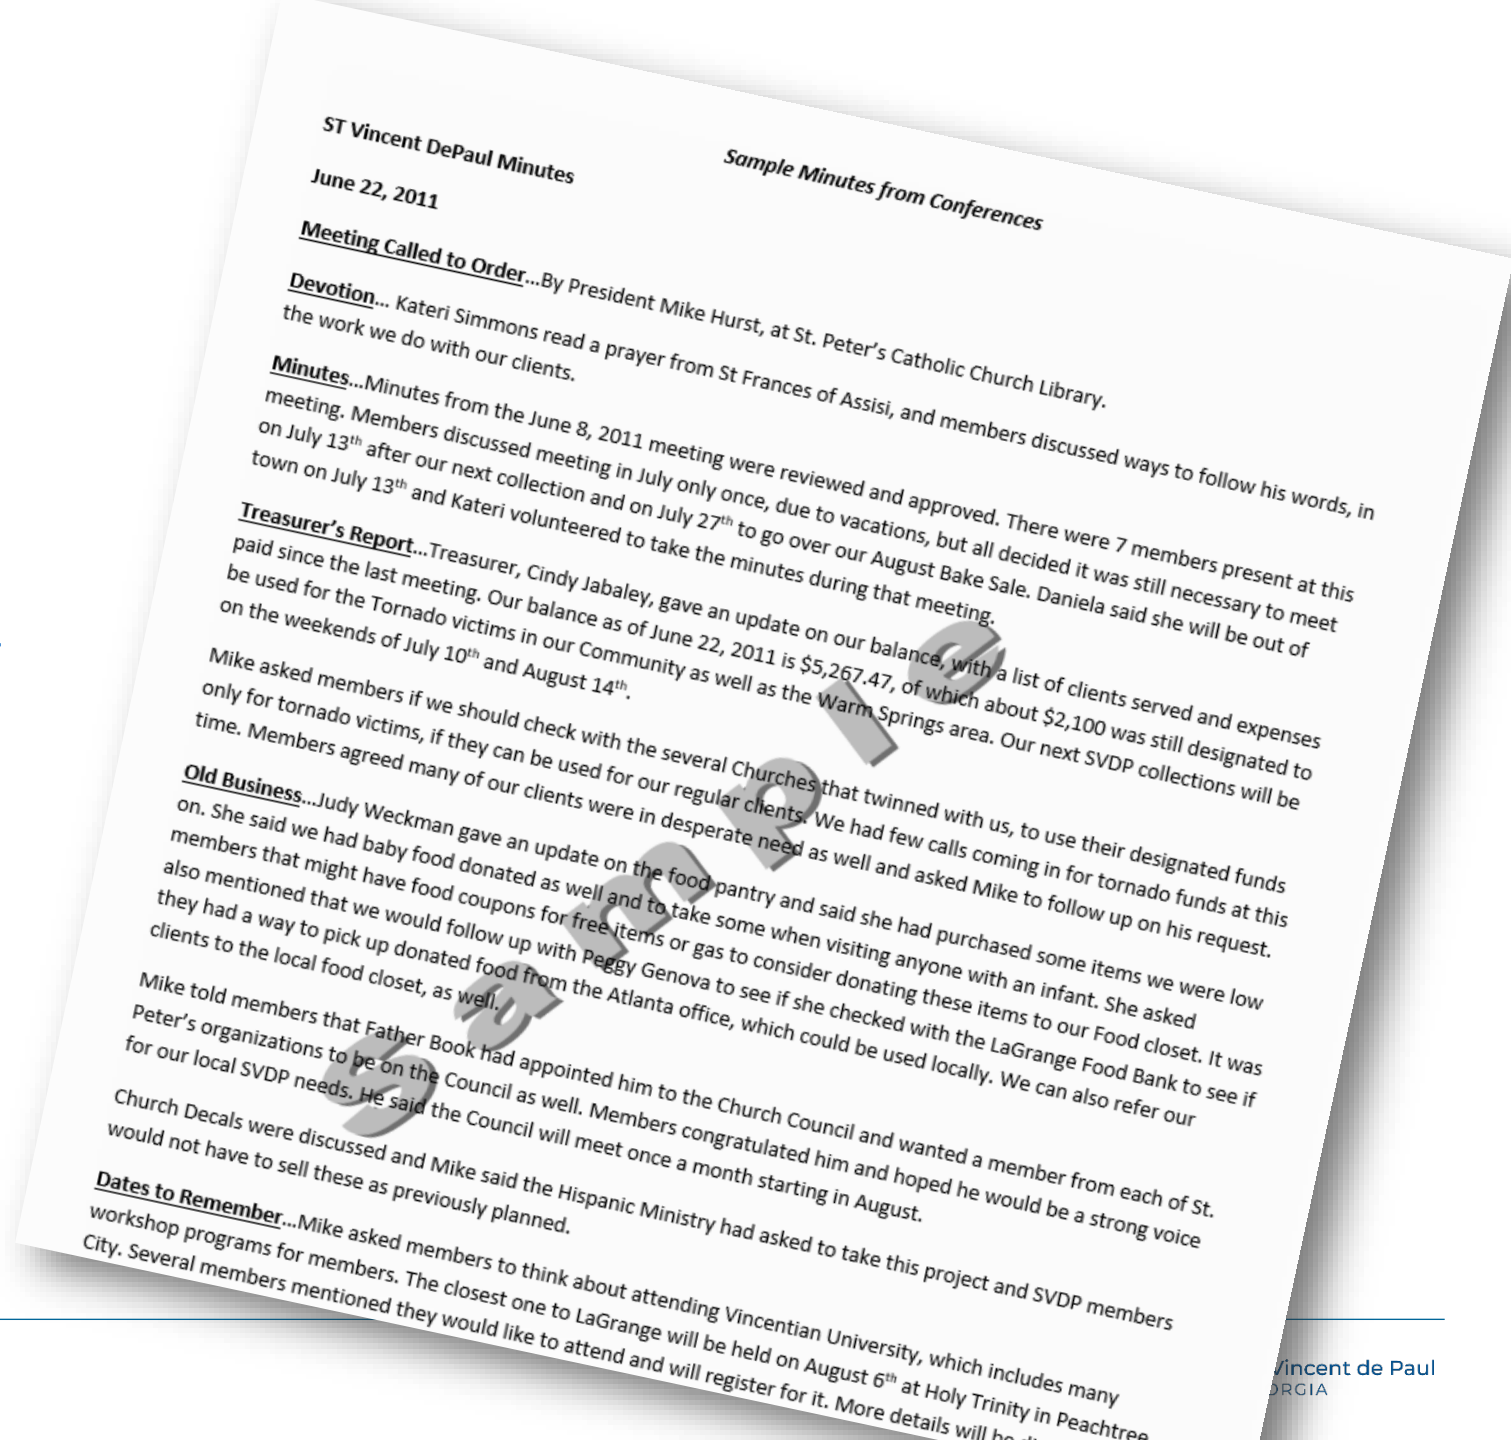 ST Vincent DePaul Minutes
Sample Minutes from Conferences
June 22, 2011
Meeting Called to Order...By President Mike Hurst, at St. Peter's Catholic Church Library.
Devotion... Kateri Simmons read a prayer from St Frances of Assisi, and members discussed ways to follow his words, in
the work we do with our clients.
Minutes...Minutes from the June 8, 2011 meeting were reviewed and approved. There were 7 members present at this
meeting. Members discussed meeting in July only once, due to vacations, but all decided it was still necessary to meet
on July 13th after our next collection and on July 27th to go over our August Bake Sale. Daniela said she will be out of
town on July 13th and Kateri volunteered to take the minutes during that meeting.
Treasurer's Report...Treasurer, Cindy Jabaley, gave an update on our balance, with a list of clients served and expenses
paid since the last meeting. Our balance as of June 22, 2011 is $5,267.47, of which about $2,100 was still designated to
be used for the Tornado victims in our Community as well as the Warm Springs area. Our next SVDP collections will be
on the weekends of July 10th and August 14th.
Mike asked members if we should check with the several Churches that twinned with us, to use their designated funds
only for tornado victims, if they can be used for our regular clients. We had few calls coming in for tornado funds at this
time. Members agreed many of our clients were in desperate need as well and asked Mike to follow up on his request.
Old Business...Judy Weckman gave an update on the food pantry and said she had purchased some items we were low
on. She said we had baby food donated as well and to take some when visiting anyone with an infant. She asked
members that might have food coupons for free items or gas to consider donating these items to our Food closet. It was
also mentioned that we would follow up with Peggy Genova to see if she checked with the LaGrange Food Bank to see if
they had a way to pick up donated food from the Atlanta office, which could be used locally. We can also refer our
clients to the local food closet, as well.
Mike told members that Father Book had appointed him to the Church Council and wanted a member from each of St.
Peter's organizations to be on the Council as well. Members congratulated him and hoped he would be a strong voice
for our local SVDP needs. He said the Council will meet once a month starting in August.
Church Decals were discussed and Mike said the Hispanic Ministry had asked to take this project and SVDP members
would not have to sell these as previously planned.
Dates to Remember...Mike asked members to think about attending Vincentian University, which includes many
workshop programs for members. The closest one to LaGrange will be held on August 6th at Holy Trinity in Peachtree
City. Several members mentioned they would like to attend and will register for it. More details will be
Sample
Vincent de Paul
ORGIA